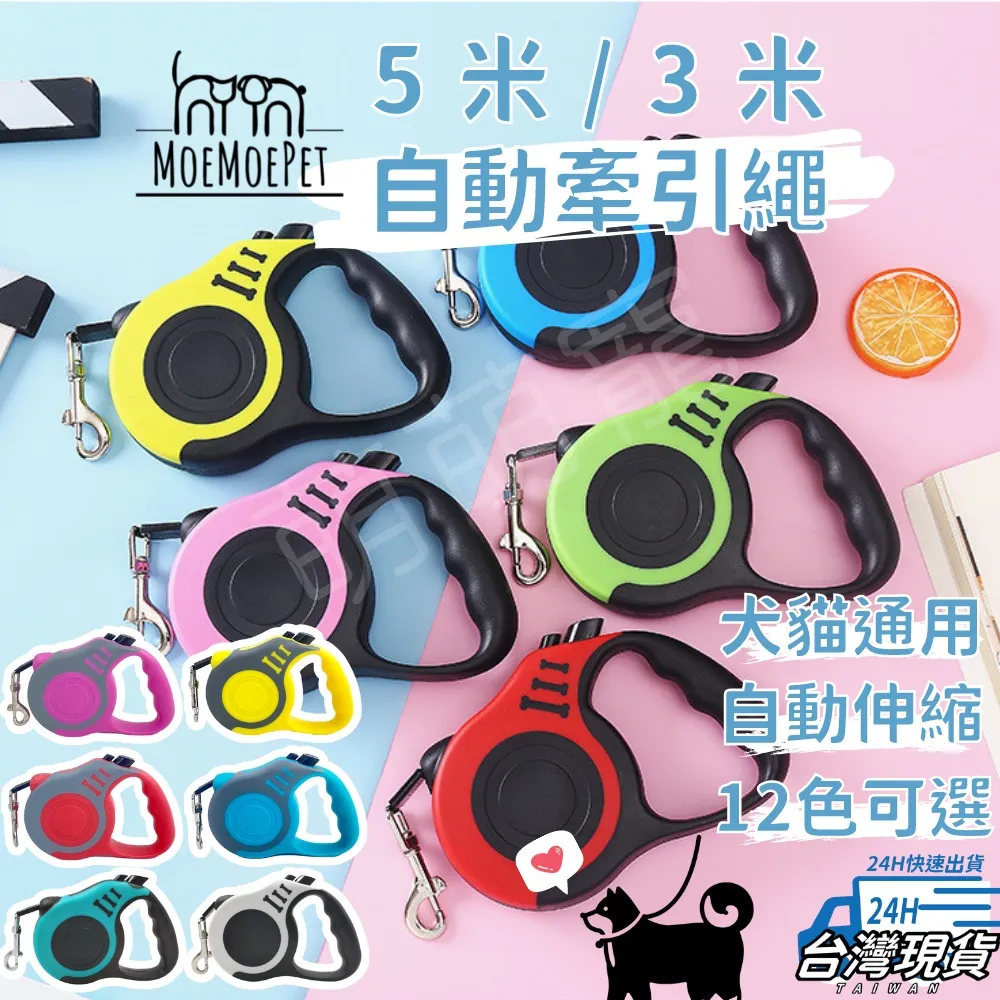 5 米 / 3 米
自動牽引繩
MOEMOEPET
犬貓通用
自動伸縮
12色可選
24H快速出貨
24H
台灣現貨
TAIWAN